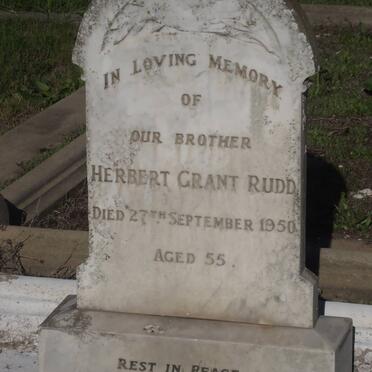 IN LOVING MEMORY
OF
OUR BROTHER
HERBERT GRANT RUDD
DIED 27TH SEPTEMBER 1950
AGED 55.
REST IN PEACE